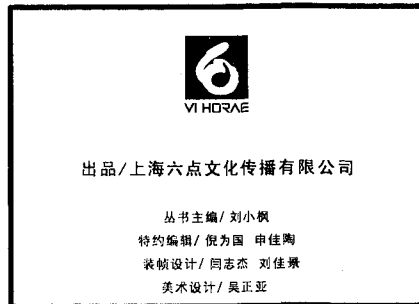 VI HORAE
出品/上海六点文化传播有限公司
丛书主编/刘小枫
特约编辑/倪为国 申佳陶
装帧设计/闫志杰 刘佳景
美术设计/吴正亚